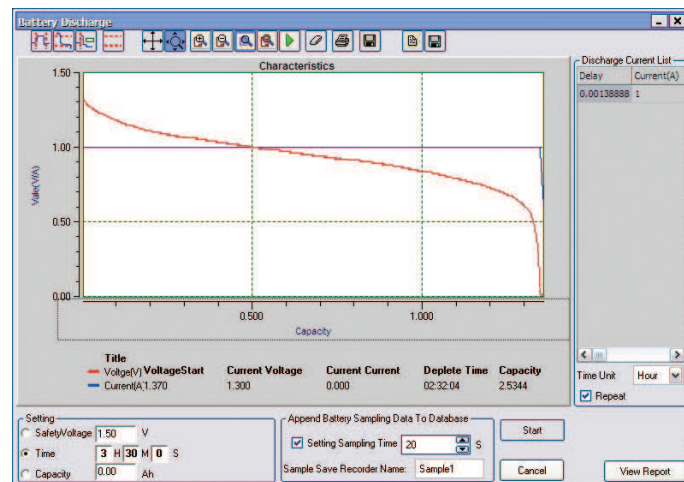 Battery Discharge
Characteristics
1.50
1.00
0.50
0.00
Vale(V/A)
0.500 1.000
Capacity
Title
Voltge(V) VoltageStart Current Voltage Current Current Deplete Time Capacity
Current(A 1.370 1.300 0.000 02:32:04 2.5344
Discharge Current List
Delay Current(A)
0.00138888 1
Time Unit Hour
Repeat
Setting
SafetyVoltage 1.50 V
Time 3 H 30 M 0 S
Capacity 0.00 Ah
Append Battery Sampling Data To Database
Setting Sampling Time 20 S
Sample Save Recorder Name: Sample1
Start
Cancel
View Report